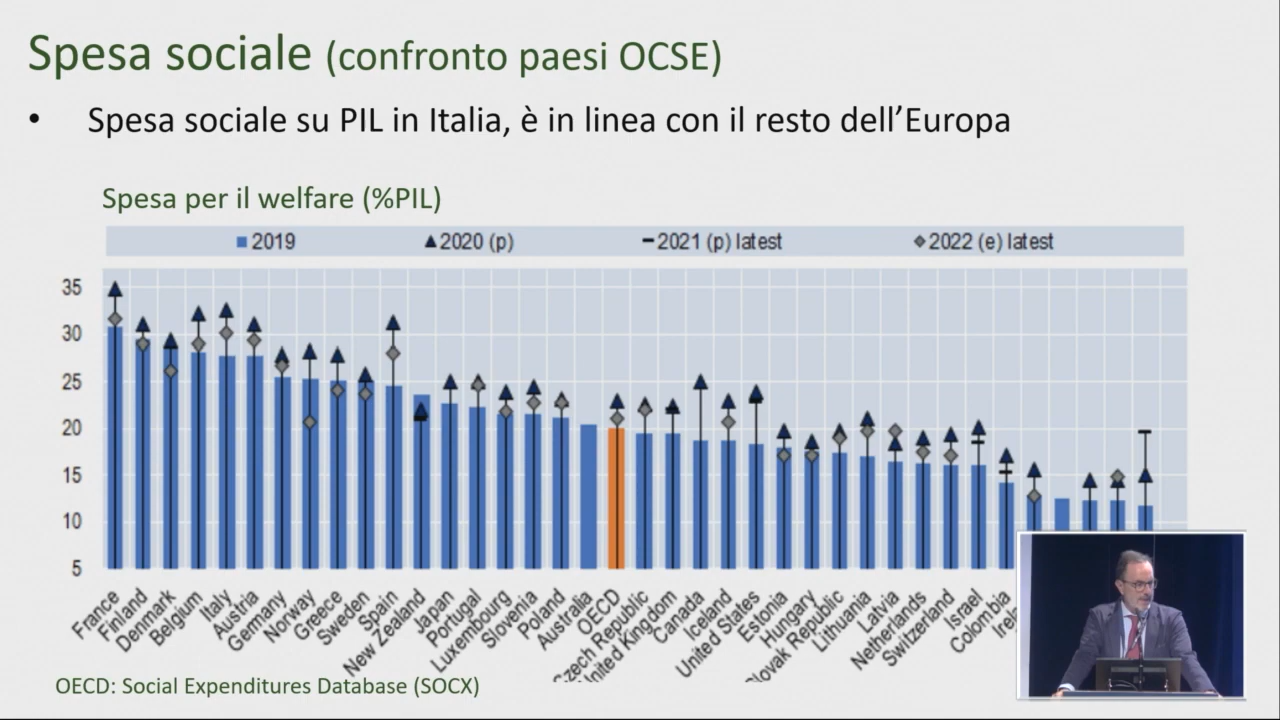 Spesa sociale (confronto paesi OCSE)
• Spesa sociale su PIL in Italia, è in linea con il resto dell’Europa
Spesa per il welfare (%PIL)
2019 2020 (p) 2021 (p) latest 2022 (e) latest
35
30
25
20
15
10
5
France
Finland
Denmark
Belgium
Italy
Austria
Germany
Norway
Greece
Sweden
Spain
New Zealand
Japan
Portugal
Luxembourg
Slovenia
Poland
Australia
OECD
Czech Republic
United Kingdom
Canada
Iceland
United States
Estonia
Hungary
Slovak Republic
Lithuania
Latvia
Netherlands
Switzerland
Israel
Colombia
OECD: Social Expenditures Database (SOCX)